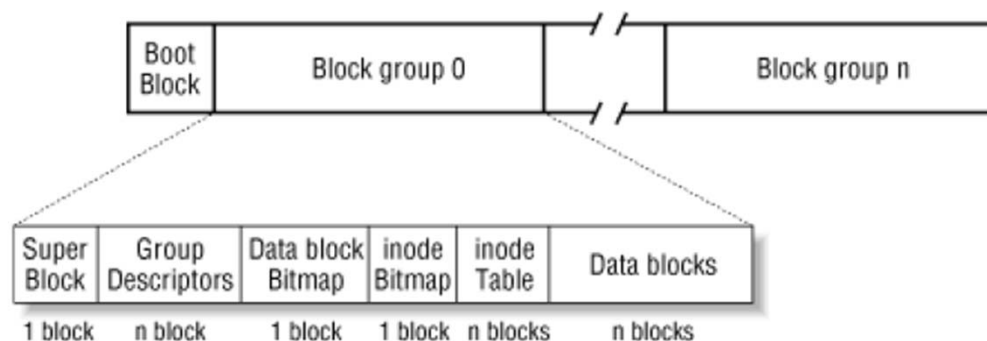 Boot
Block
Block group 0
Block group n
Super
Block
Group
Descriptors
Data block
Bitmap
inode
Bitmap
inode
Table
Data blocks
1 block
n block
1 block
1 block
n blocks
n blocks